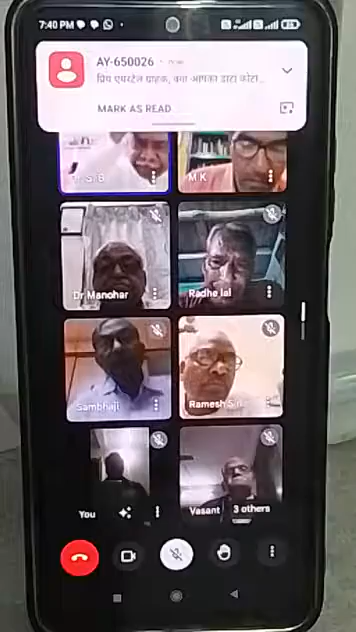 7:40 PM
AY-650026 • now
प्रिय एयरटेल ग्राहक, क्या आपका डाटा कोटा...
MARK AS READ
M K
Dr Manohar
Radhe lal
Sambhaji
Ramesh
You
Vasant
3 others